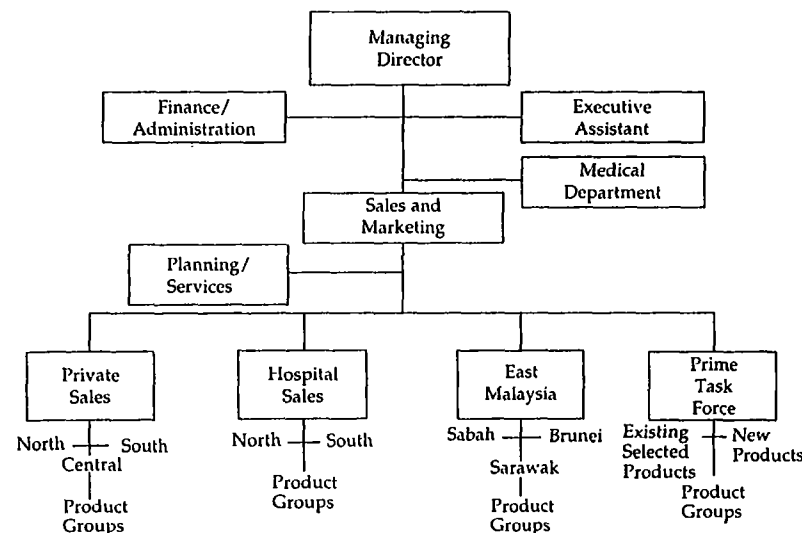 Managing
Director
Finance/
Administration
Executive
Assistant
Medical
Department
Sales and
Marketing
Planning/
Services
Private
Sales
Hospital
Sales
East
Malaysia
Prime
Task
Force
North South
Central
Product
Groups
North South
Product
Groups
Sabah Brunei
Sarawak
Product
Groups
Existing
Selected
Products
New
Products
Product
Groups